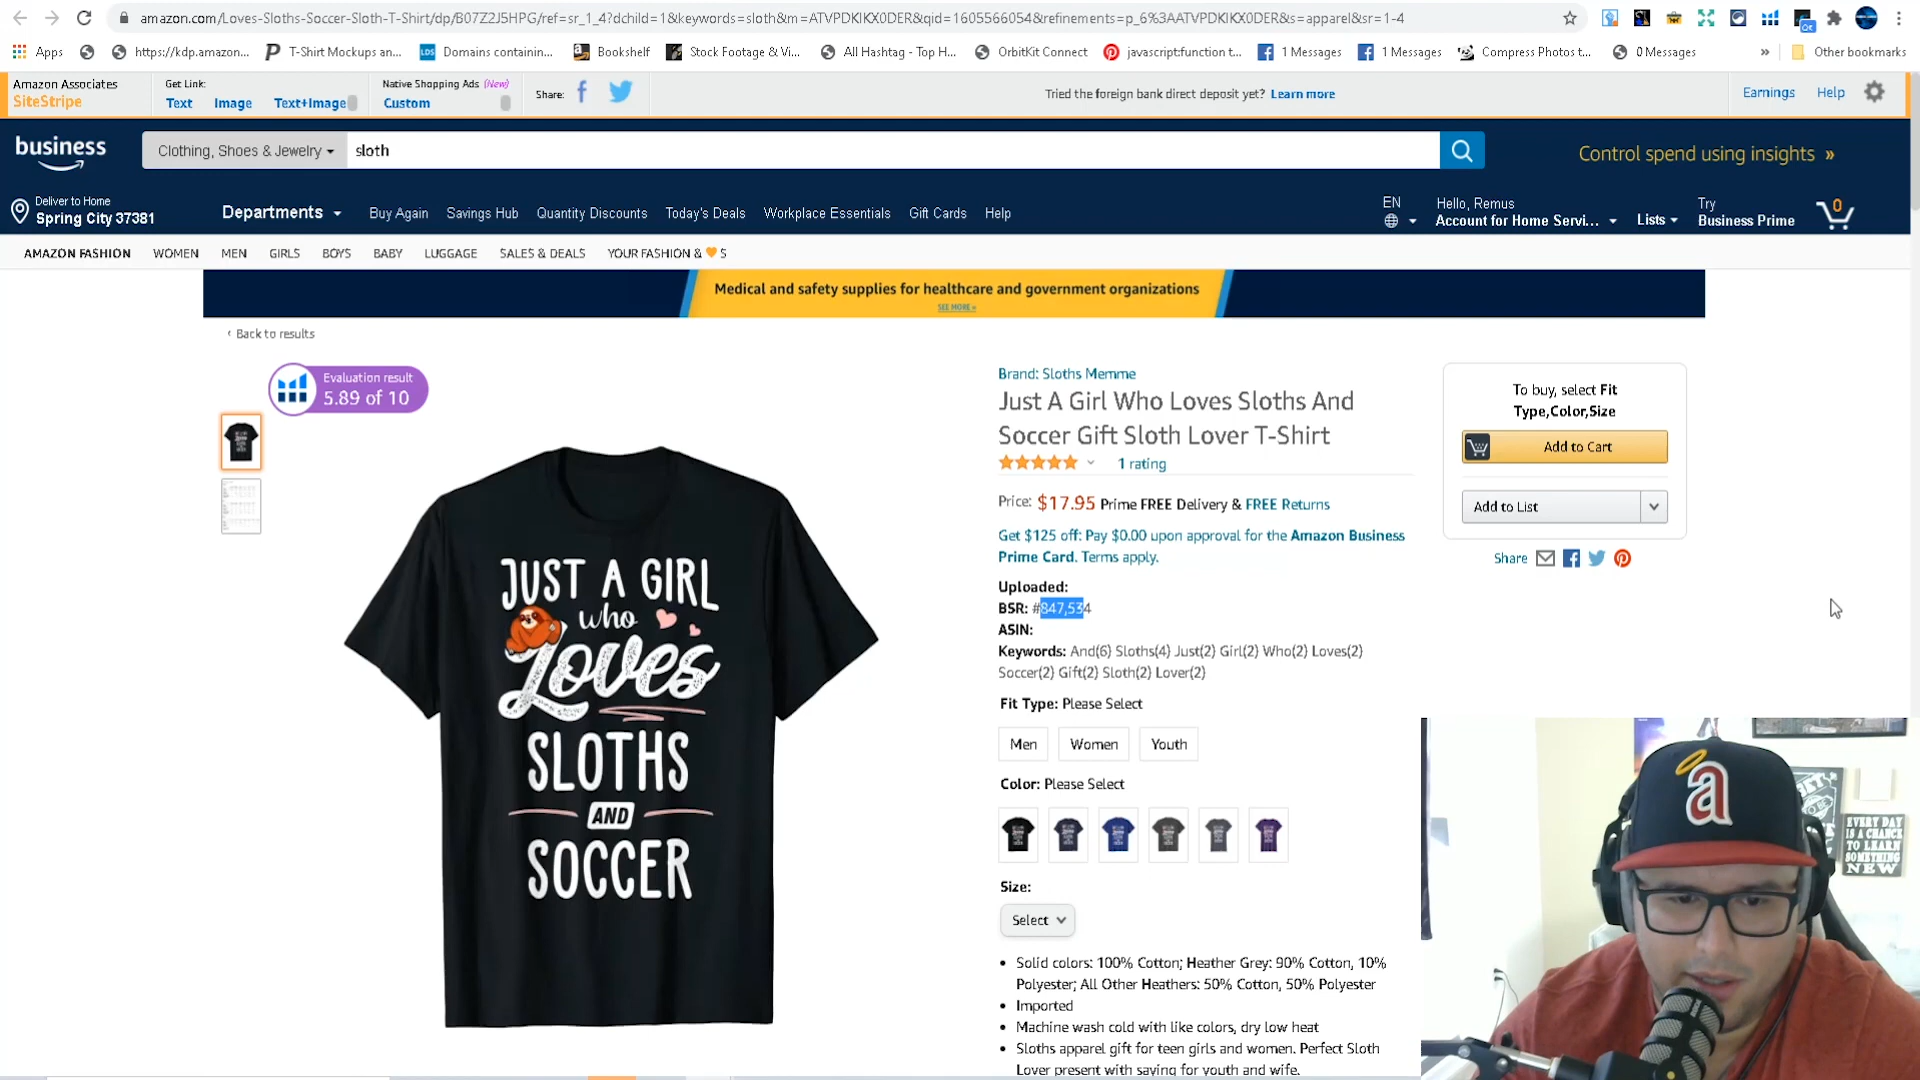 amazon.com/Loves-Sloths-Soccer-Sloth-T-Shirt/dp/B07Z2J5HPG/ref=sr_1_4?dchild=1&keywords=sloth&m=ATVPDKIKX0DER&qid=1605566054&refinements=p_6%3AATVPDKIKX0DER&s=apparel&sr=1-4
Apps
https://kdp.amazon...
T-Shirt Mockups an...
Domains containin...
Bookshelf
Stock Footage & Vi...
All Hashtag - Top H...
OrbitKit Connect
javascript:function t...
1 Messages
1 Messages
Compress Photos t...
0 Messages
»
Other bookmarks
Amazon Associates
SiteStripe
Get Link:
Text Image Text+Image
Native Shopping Ads (New)
Custom
Share:
Tried the foreign bank direct deposit yet? Learn more
Earnings Help
business
Clothing, Shoes & Jewelry
sloth
Control spend using insights »
Deliver to Home
Spring City 37381
Departments
Buy Again Savings Hub Quantity Discounts Today's Deals Workplace Essentials Gift Cards Help
EN
Hello, Remus
Account for Home Servi...
Lists
Try
Business Prime
0
AMAZON FASHION WOMEN MEN GIRLS BOYS BABY LUGGAGE SALES & DEALS YOUR FASHION & 🧡 S
Medical and safety supplies for healthcare and government organizations
SEE MORE »
‹ Back to results
Evaluation result
5.89 of 10
JUST A GIRL
who
Loves
SLOTHS
AND
SOCCER
Brand: Sloths Memme
Just A Girl Who Loves Sloths And
Soccer Gift Sloth Lover T-Shirt
1 rating
Price: $17.95 Prime FREE Delivery & FREE Returns
Get $125 off: Pay $0.00 upon approval for the Amazon Business
Prime Card. Terms apply.
Uploaded:
BSR: #847,534
ASIN:
Keywords: And(6) Sloths(4) Just(2) Girl(2) Who(2) Loves(2)
Soccer(2) Gift(2) Sloth(2) Lover(2)
Fit Type: Please Select
Men Women Youth
Color: Please Select
Size:
Select
• Solid colors: 100% Cotton; Heather Grey: 90% Cotton, 10%
Polyester; All Other Heathers: 50% Cotton, 50% Polyester
• Imported
• Machine wash cold with like colors, dry low heat
• Sloths apparel gift for teen girls and women. Perfect Sloth
Lover present with saying for youth and wife.
To buy, select Fit
Type,Color,Size
Add to Cart
Add to List
Share
a
EVERY DAY
IS A CHANCE
TO LEARN
SOMETHING
NEW